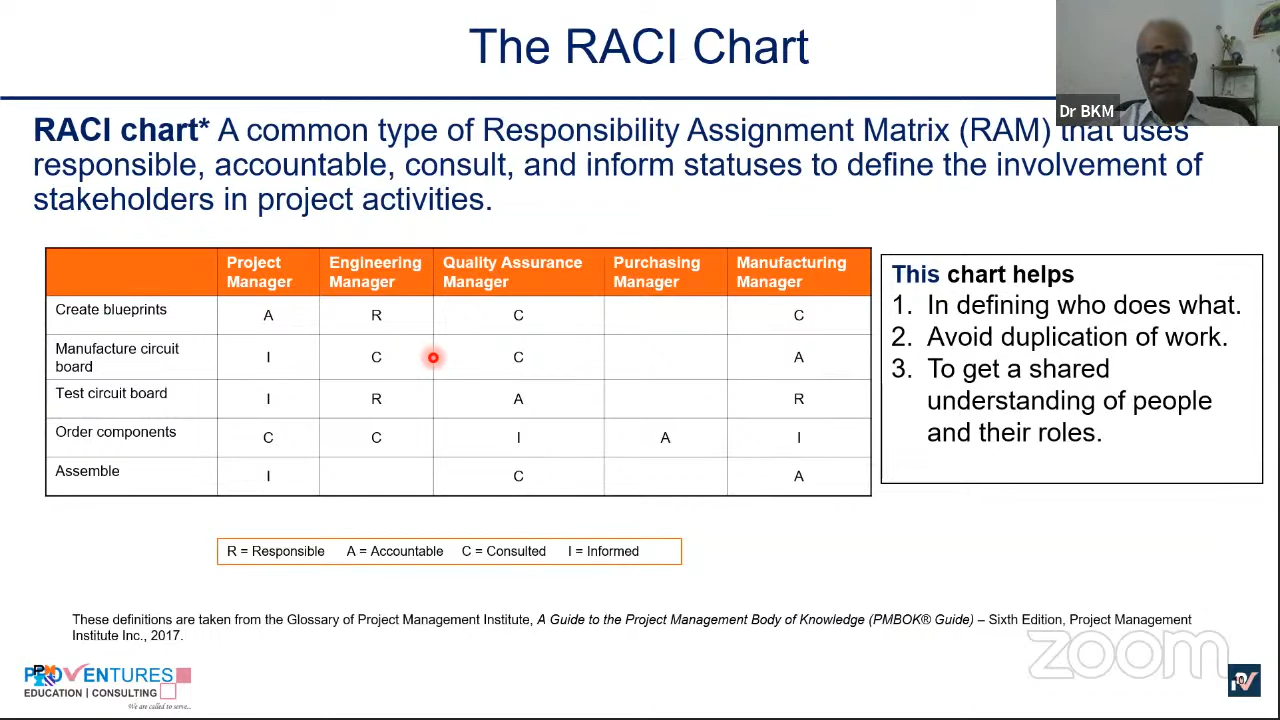 The RACI Chart
Dr BKM
RACI chart* A common type of Responsibility Assignment Matrix (RAM) that uses
responsible, accountable, consult, and inform statuses to define the involvement of
stakeholders in project activities.
Project Manager Engineering Manager Quality Assurance Manager Purchasing Manager Manufacturing Manager
Create blueprints A R C C
Manufacture circuit board I C C A
Test circuit board I R A R
Order components C C I A I
Assemble I C A
This chart helps
1. In defining who does what.
2. Avoid duplication of work.
3. To get a shared
understanding of people
and their roles.
R = Responsible A = Accountable C = Consulted I = Informed
These definitions are taken from the Glossary of Project Management Institute, A Guide to the Project Management Body of Knowledge (PMBOK® Guide) – Sixth Edition, Project Management
Institute Inc., 2017.
zoom
PROVENTURES
EDUCATION | CONSULTING
We are called to serve...